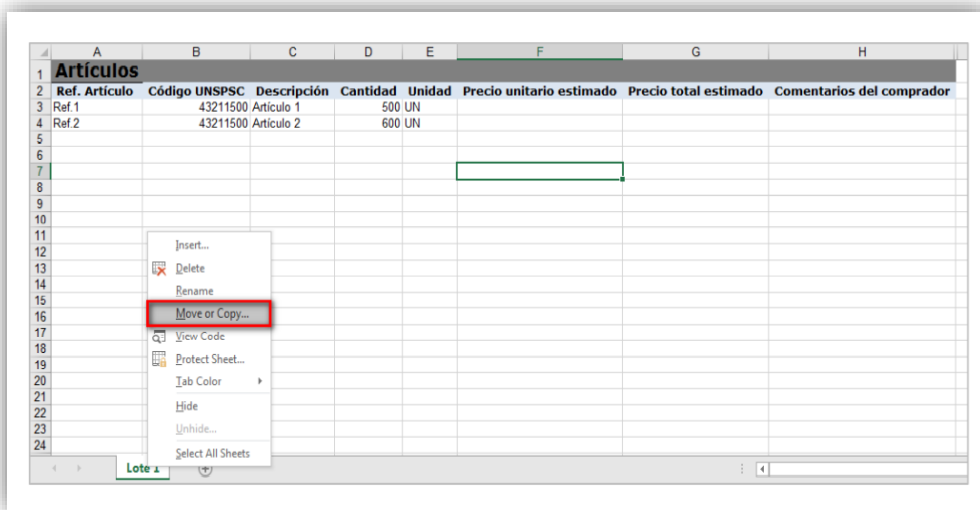 A B C D E F G H
1 Artículos
2 Ref. Artículo Código UNSPSC Descripción Cantidad Unidad Precio unitario estimado Precio total estimado Comentarios del comprador
3 Ref.1 43211500 Artículo 1 500 UN
4 Ref.2 43211500 Artículo 2 600 UN
5
6
7
8
9
10
11
Insert...
12
13 Delete
14
Rename
15
16 Move or Copy...
17
View Code
18
19 Protect Sheet...
20 Tab Color
21
22 Hide
23 Unhide...
24
Select All Sheets
Lote 1